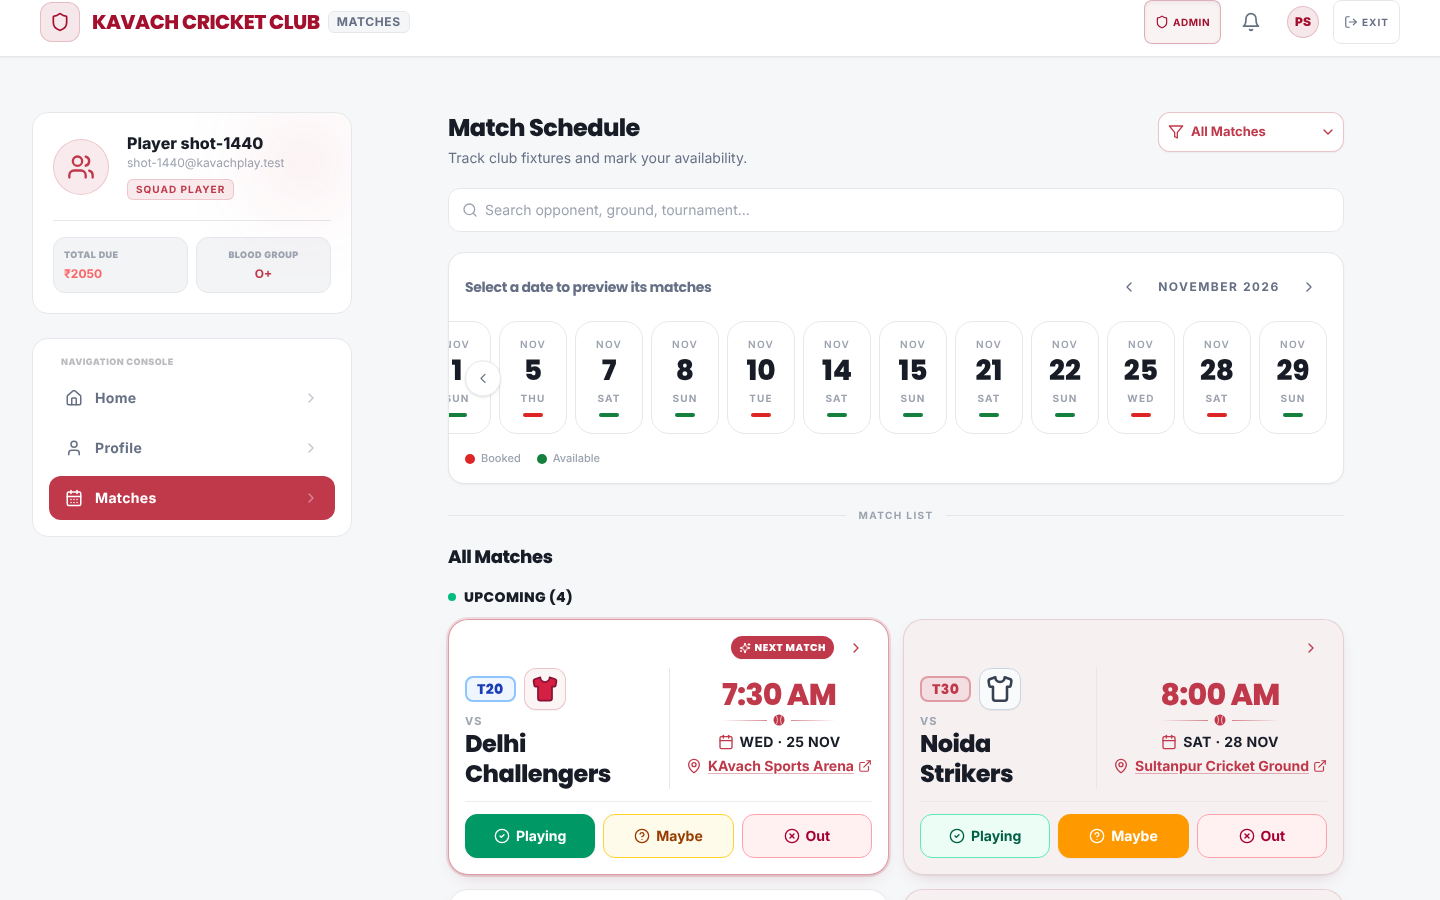 KAVACH CRICKET CLUB
MATCHES
ADMIN
PS
EXIT
Player shot-1440
shot-1440@kavachplay.test
SQUAD PLAYER
TOTAL DUE
₹2050
BLOOD GROUP
O+
NAVIGATION CONSOLE
Home
Profile
Matches
Match Schedule
Track club fixtures and mark your availability.
All Matches
Search opponent, ground, tournament...
Select a date to preview its matches
NOVEMBER 2026
NOV NOV NOV NOV NOV NOV NOV NOV NOV NOV NOV NOV
1 5 7 8 10 14 15 21 22 25 28 29
SUN THU SAT SUN TUE SAT SUN SAT SUN WED SAT SUN
Booked Available
MATCH LIST
All Matches
UPCOMING (4)
NEXT MATCH
T20
VS
Delhi
Challengers
7:30 AM
WED · 25 NOV
KAvach Sports Arena
Playing Maybe Out
T30
VS
Noida
Strikers
8:00 AM
SAT · 28 NOV
Sultanpur Cricket Ground
Playing Maybe Out